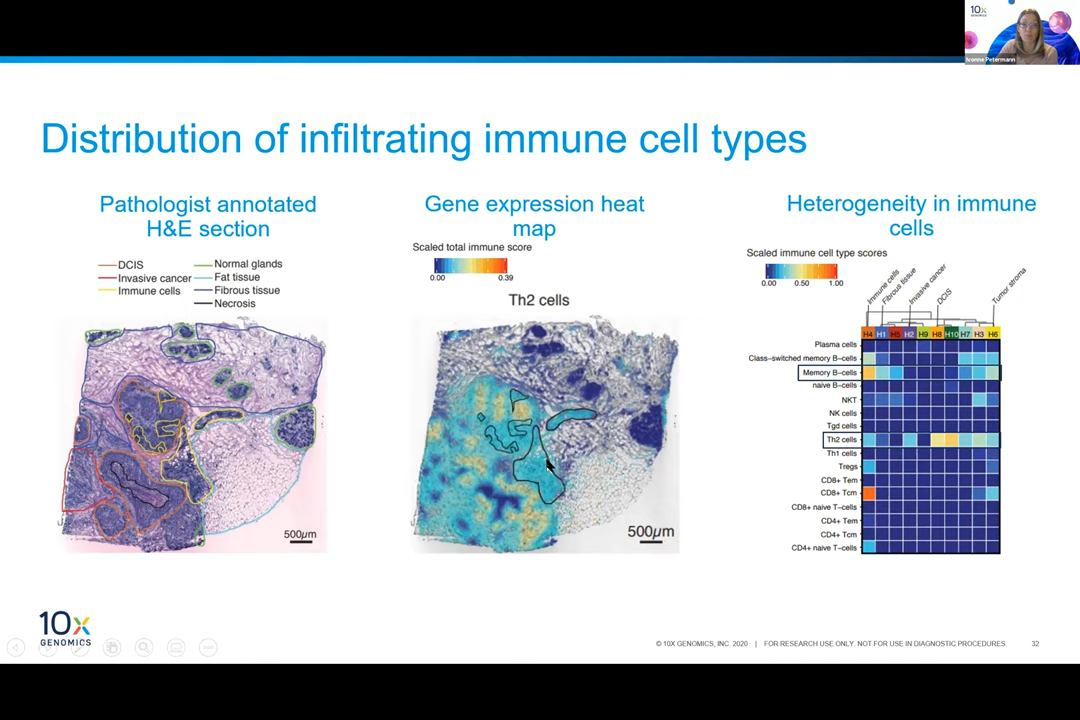 10x
GENOMICS
Ivonne Petermann
Distribution of infiltrating immune cell types
Pathologist annotated
H&E section
DCIS
Invasive cancer
Immune cells
Normal glands
Fat tissue
Fibrous tissue
Necrosis
500µm
Gene expression heat
map
Scaled total immune score
0.00
0.39
Th2 cells
500µm
Heterogeneity in immune
cells
Scaled immune cell type scores
0.00
0.50
1.00
Immune cells
Fibrous tissue
Invasive cancer
DCIS
Tumor stroma
H4 H1 H5 H2 H9 H8 H10 H7 H3 H6
Plasma cells
Class-switched memory B-cells
Memory B-cells
naive B-cells
NKT
NK cells
Tgd cells
Th2 cells
Th1 cells
Tregs
CD8+ Tem
CD8+ Tcm
CD8+ naive T-cells
CD4+ Tem
CD4+ Tcm
CD4+ naive T-cells
10x
GENOMICS
© 10X GENOMICS, INC. 2020 | FOR RESEARCH USE ONLY. NOT FOR USE IN DIAGNOSTIC PROCEDURES.
32